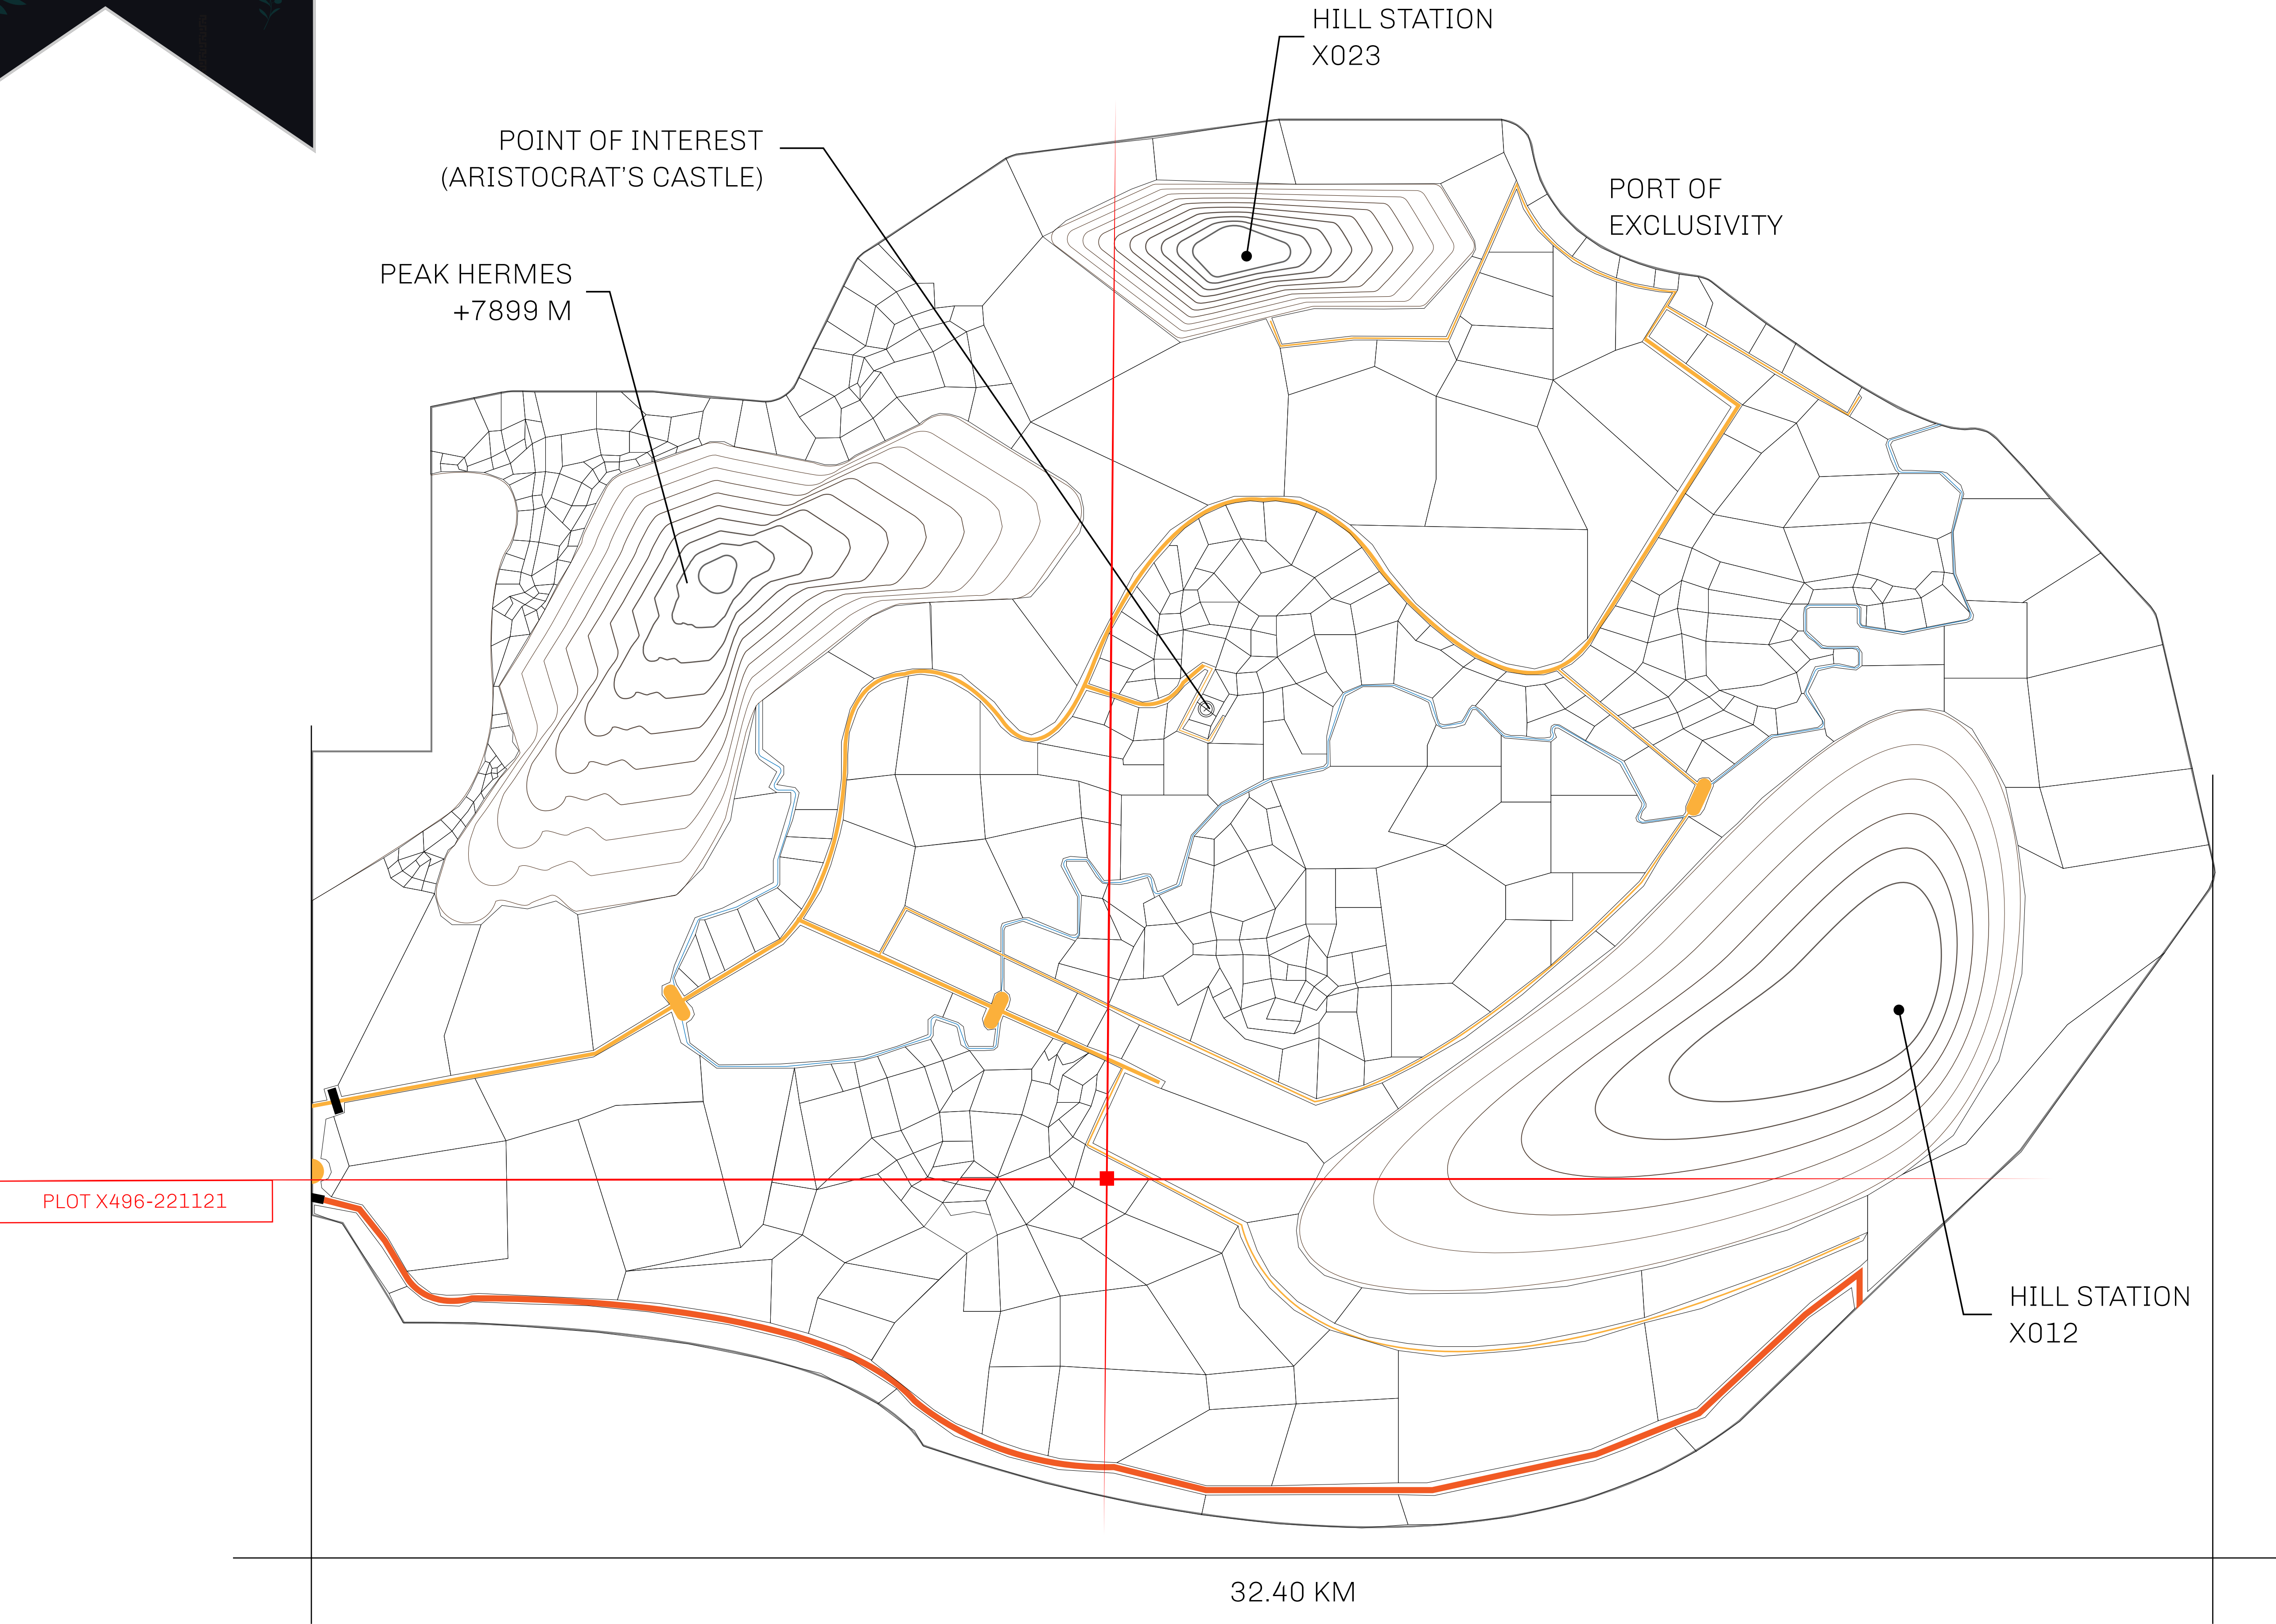 HILL STATION
X023
POINT OF INTEREST
(ARISTOCRAT'S CASTLE)
PORT OF
EXCLUSIVITY
PEAK HERMES
+7899 M
PLOT X496-221121
HILL STATION
X012
32.40 KM